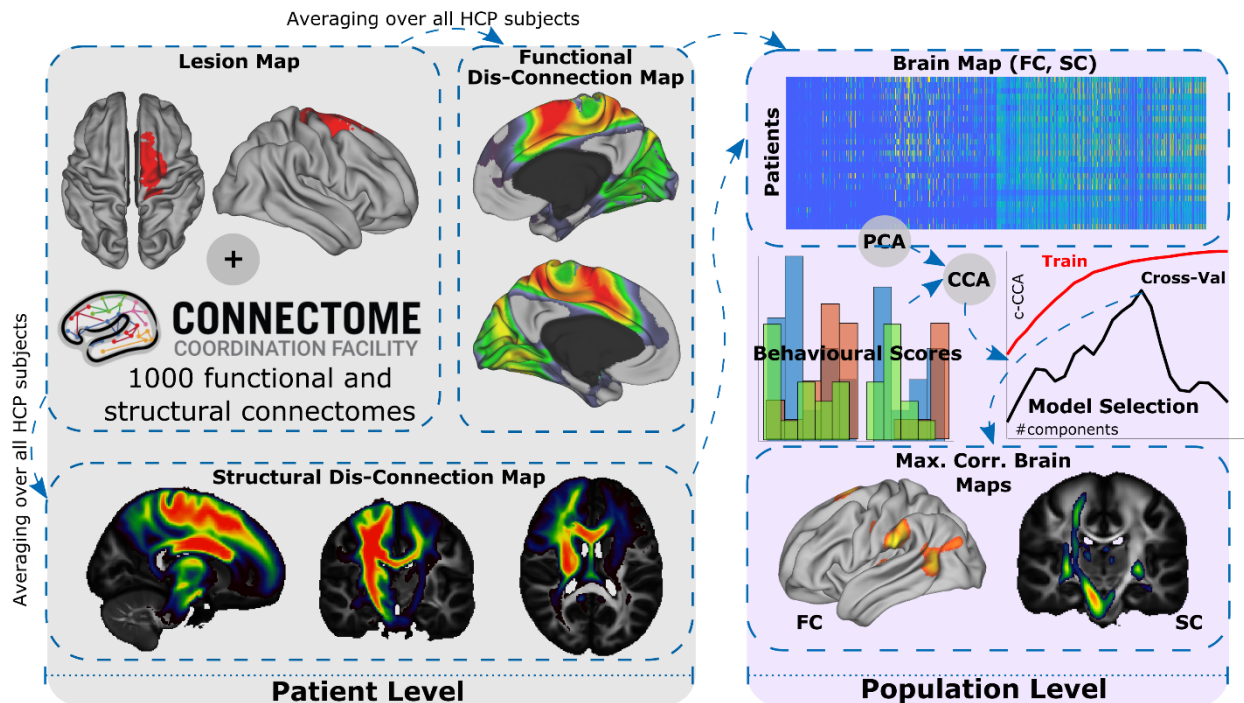 Averaging over all HCP subjects
Lesion Map
+
CONNECTOME
COORDINATION FACILITY
1000 functional and
structural connectomes
Functional
Dis-Connection Map
Averaging over all HCP subjects
Structural Dis-Connection Map
Patient Level
Brain Map (FC, SC)
Patients
PCA
CCA
Behavioural Scores
Train
Cross-Val
c-CCA
Model Selection
#components
Max. Corr. Brain
Maps
FC
SC
Population Level